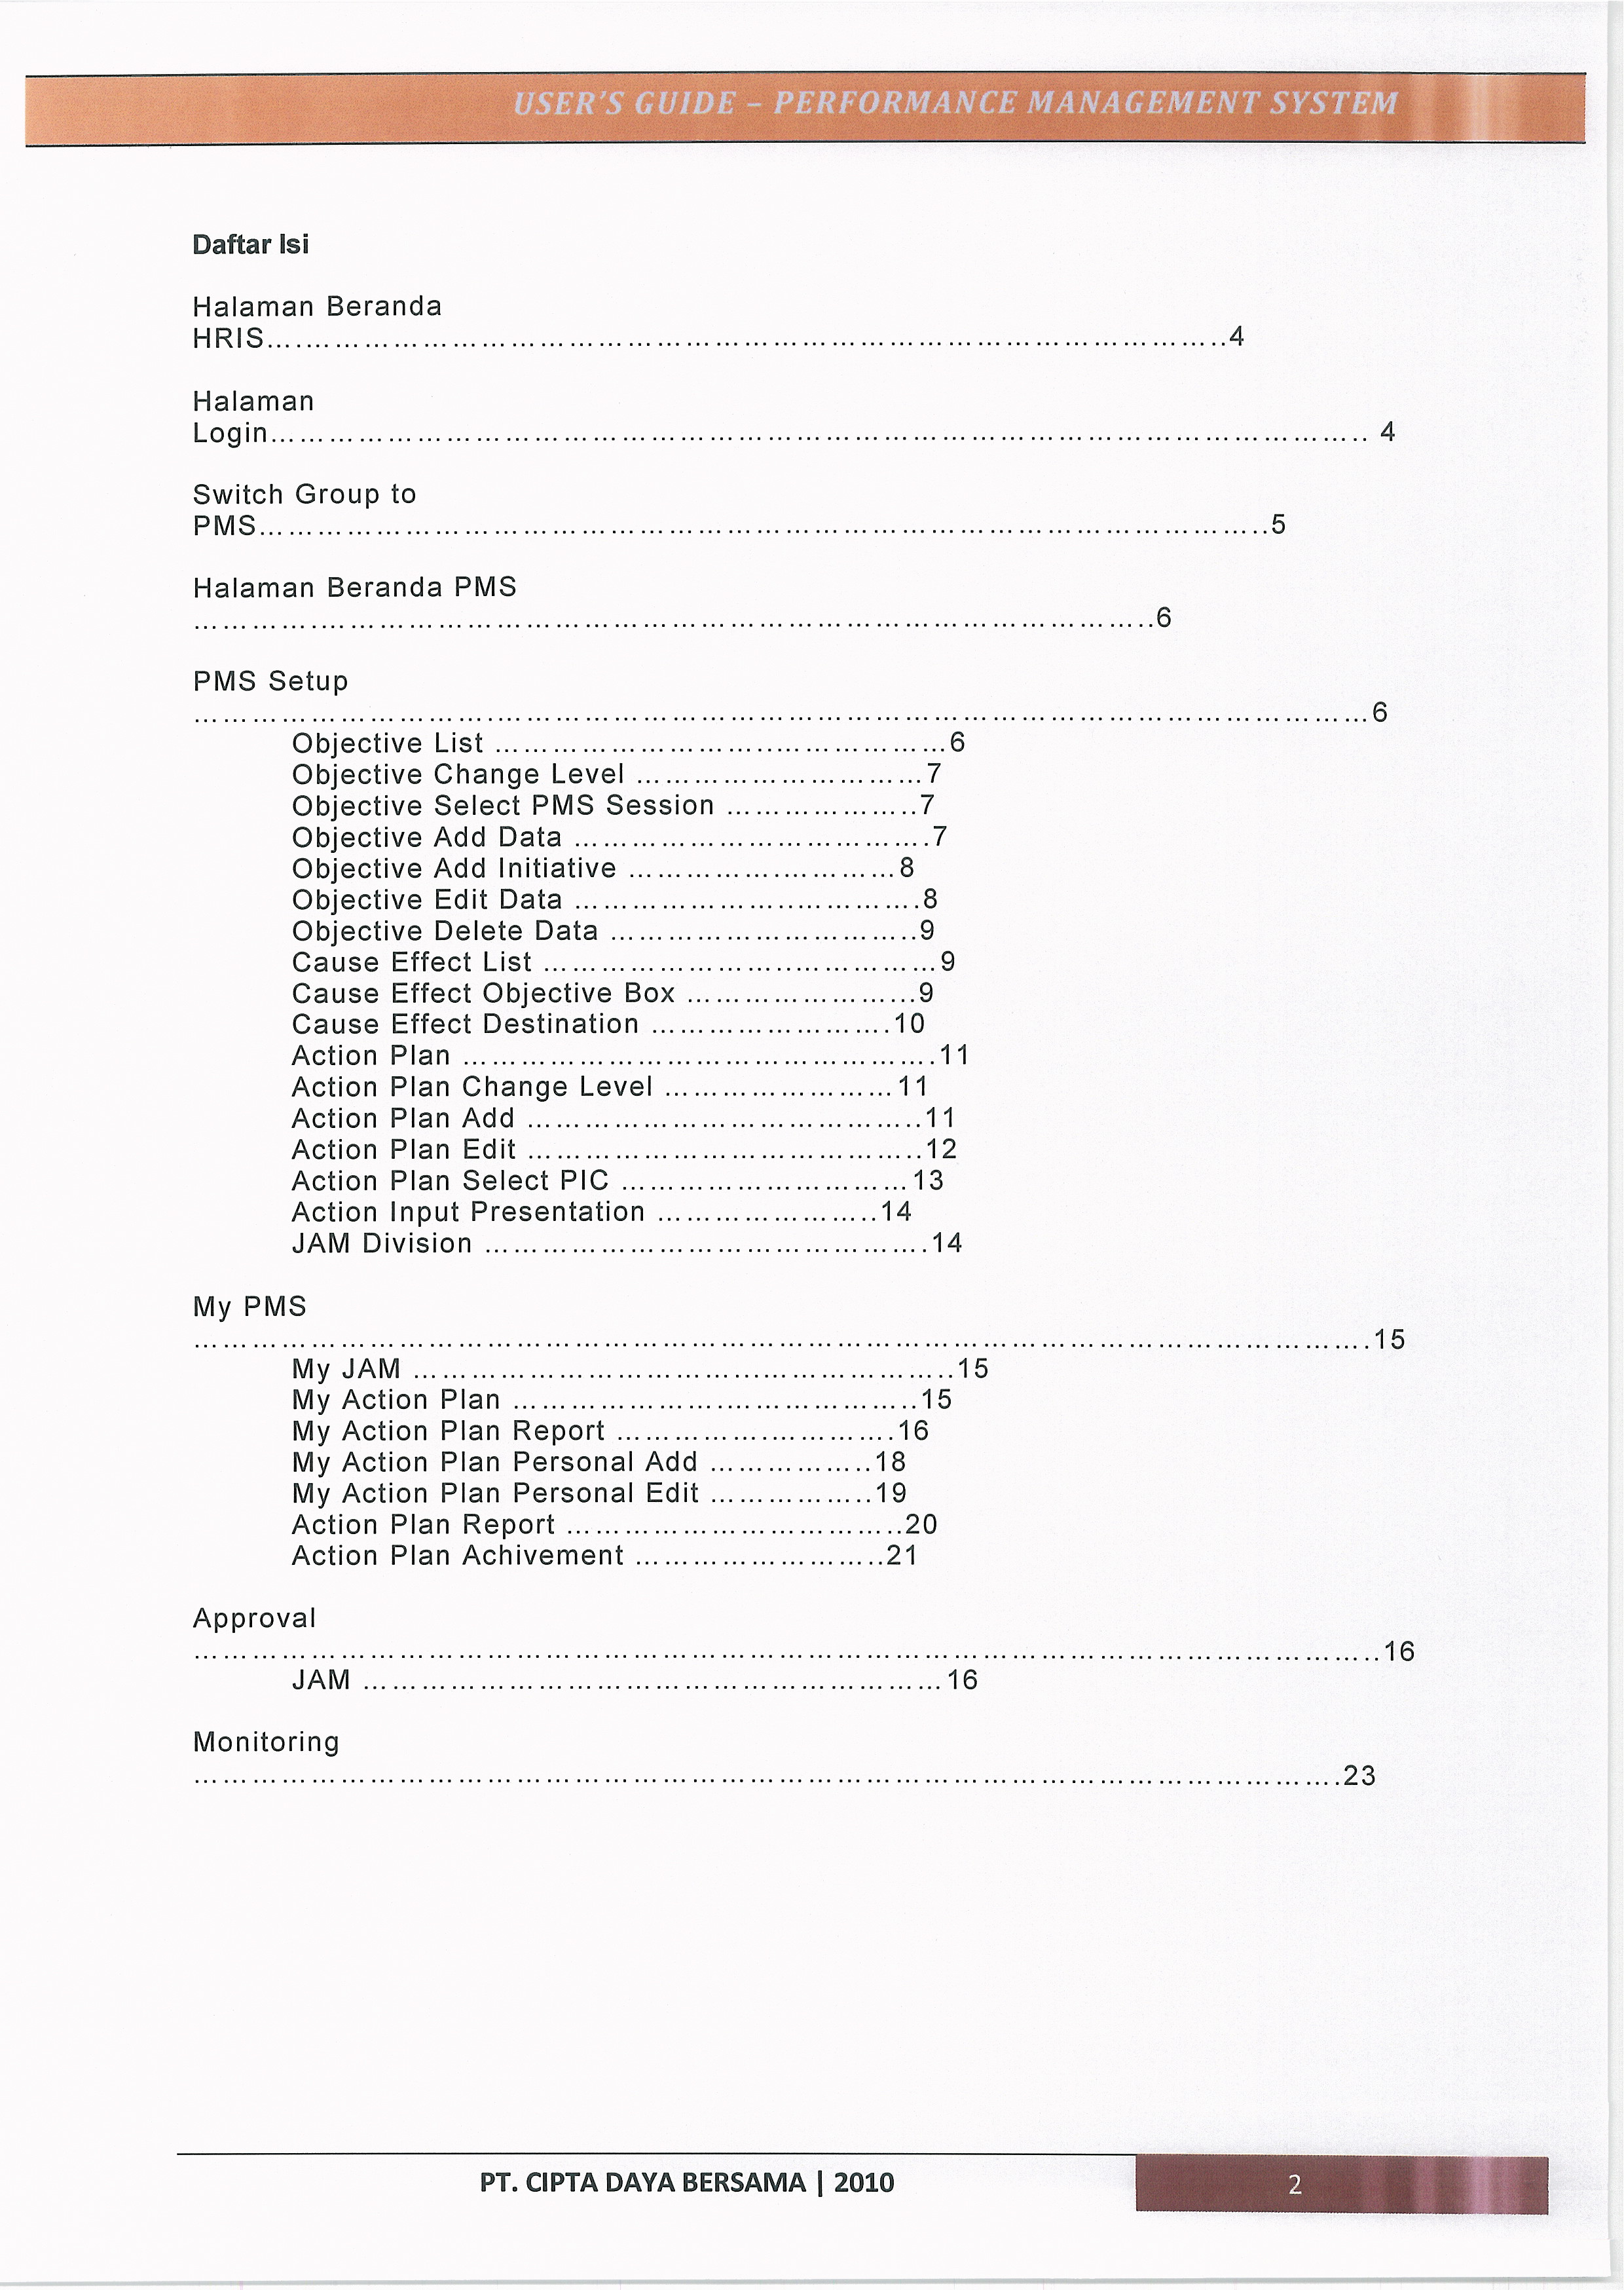 USER'S GUIDE – PERFORMANCE MANAGEMENT SYSTEM
Daftar Isi
Halaman Beranda
HRIS……………………………………………………………………………………..4
Halaman
Login…………………………………………………………………………………………………….. 4
Switch Group to
PMS…………………………………………………………………………………………..5
Halaman Beranda PMS
……………………………………………………………………………………..6
PMS Setup
…………………………………………………………………………………………………………6
Objective List ………………………………………6
Objective Change Level …………………………7
Objective Select PMS Session ………………..7
Objective Add Data ……………………………….7
Objective Add Initiative …………………………8
Objective Edit Data ……………………………….8
Objective Delete Data …………………………..9
Cause Effect List ……………………………………9
Cause Effect Objective Box ……………………9
Cause Effect Destination …………………….10
Action Plan ………………………………………….11
Action Plan Change Level ……………………11
Action Plan Add …………………………………..11
Action Plan Edit …………………………………..12
Action Plan Select PIC …………………………13
Action Input Presentation …………………..14
JAM Division ……………………………………….14
My PMS
………………………………………………………………………………………………………….15
My JAM ………………………………………………..15
My Action Plan ……………………………………..15
My Action Plan Report ……………………….16
My Action Plan Personal Add ……………..18
My Action Plan Personal Edit ……………..19
Action Plan Report ……………………………..20
Action Plan Achivement ……………………..21
Approval
…………………………………………………………………………………………………………..16
JAM ……………………………………………………16
Monitoring
……………………………………………………………………………………………………….23
PT. CIPTA DAYA BERSAMA | 2010
2